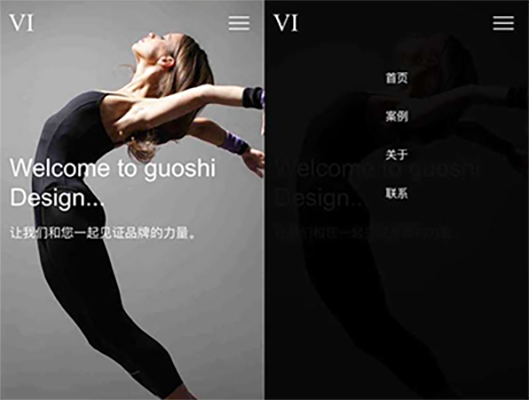 VI
Welcome to guoshi
Design...
让我们和您一起见证品牌的力量。
VI
首页
案例
关于
联系
Welcome to guoshi
Design...
让我们和您一起见证品牌的力量。